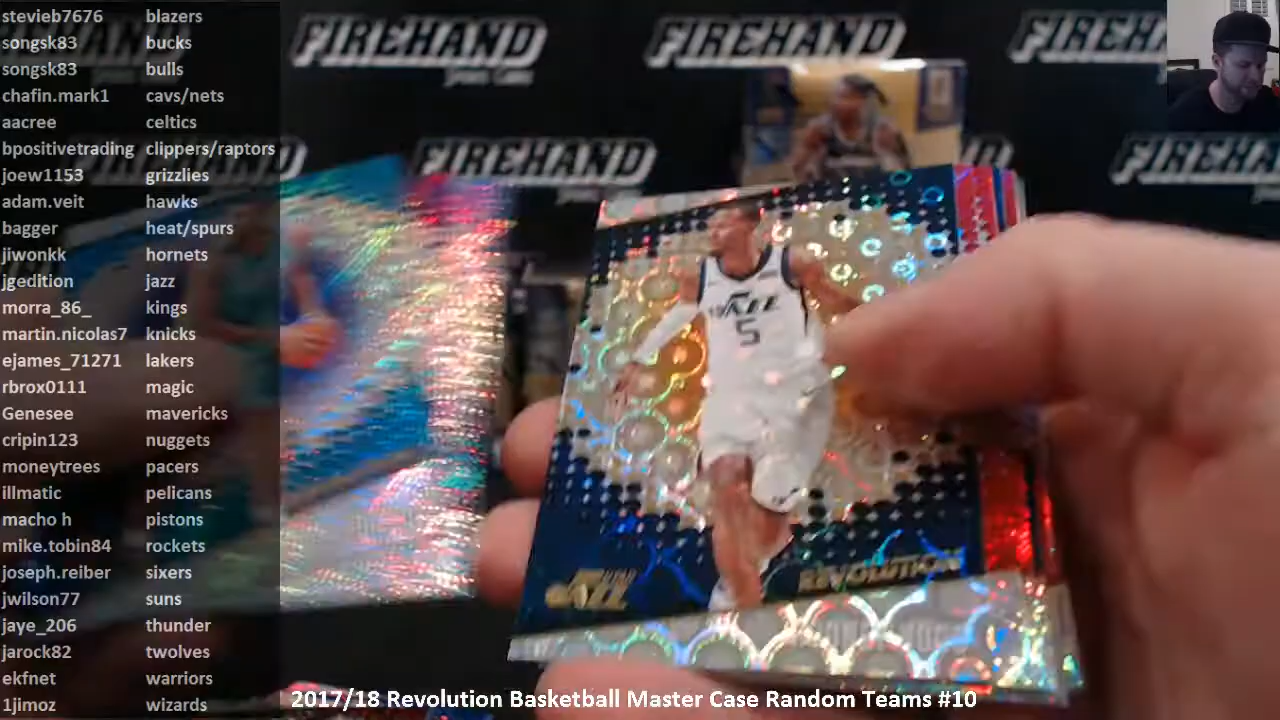 stevieb7676 blazers
songsk83 bucks
songsk83 bulls
chafin.mark1 cavs/nets
aacree celtics
bpositivetrading clippers/raptors
joew1153 grizzlies
adam.veit hawks
bagger heat/spurs
jiwonkk hornets
jgedition jazz
morra_86_ kings
martin.nicolas7 knicks
ejames_71271 lakers
rbrox0111 magic
Genesee mavericks
cripin123 nuggets
moneytrees pacers
illmatic pelicans
macho h pistons
mike.tobin84 rockets
joseph.reiber sixers
jwilson77 suns
jaye_206 thunder
jarock82 twolves
ekfnet warriors
1jimoz wizards
FIREHAND
FIREHAND
FIREH
FIREHAND
FIREHAND
JAZZ
5
REVOLUTION
JAZZ
2017/18 Revolution Basketball Master Case Random Teams #10